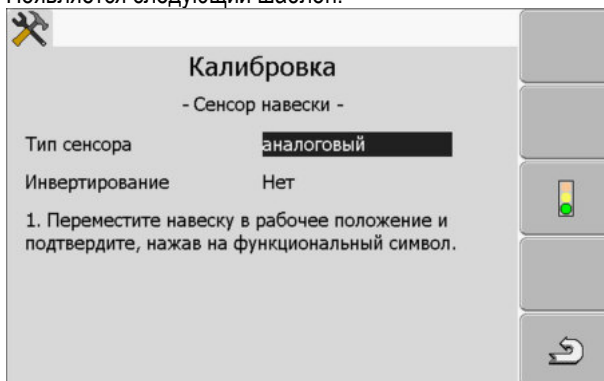 Появляется следующий шаблон:
Калибровка
- Сенсор навески -
Тип сенсора аналоговый
Инвертирование Нет
1. Переместите навеску в рабочее положение и
подтвердите, нажав на функциональный символ.